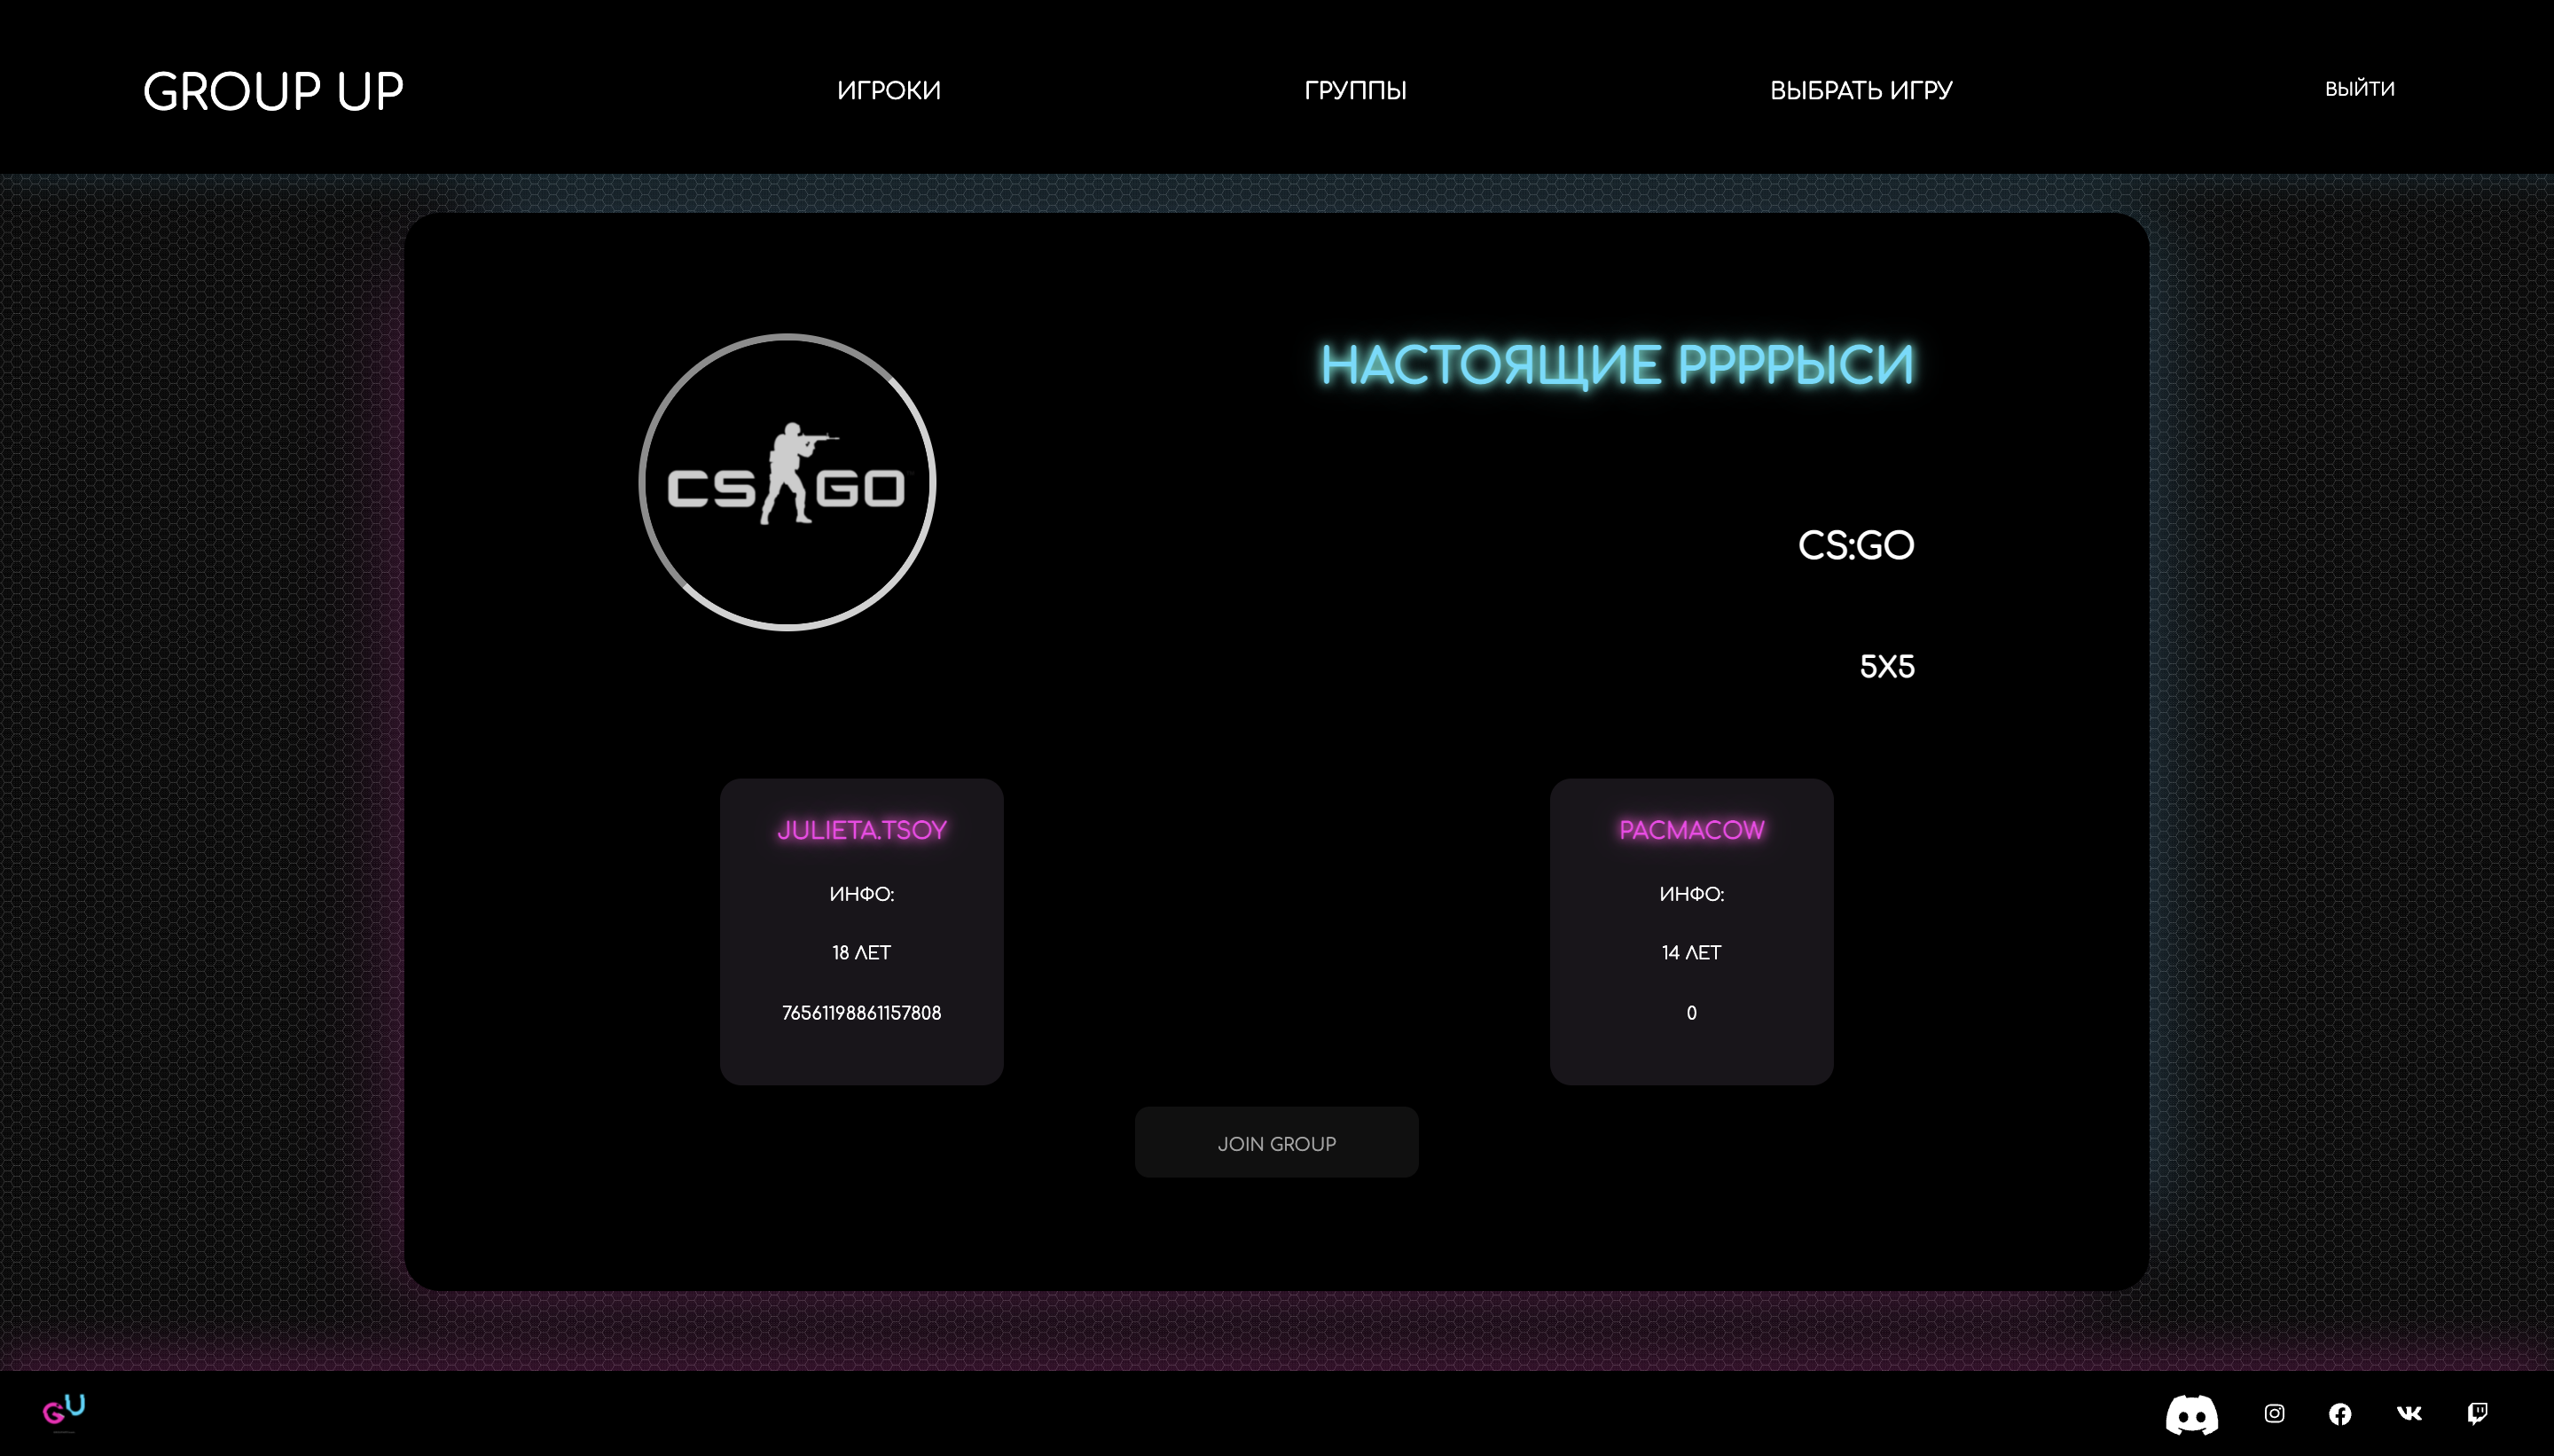 GROUP UP
ИГРОКИ
ГРУППЫ
ВЫБРАТЬ ИГРУ
ВЫЙТИ
CS GO
НАСТОЯЩИЕ РРРРЫСИ
CS:GO
5X5
JULIETA.TSOY
ИНФО:
18 ЛЕТ
76561198861157808
PACMACOW
ИНФО:
14 ЛЕТ
0
JOIN GROUP
GU